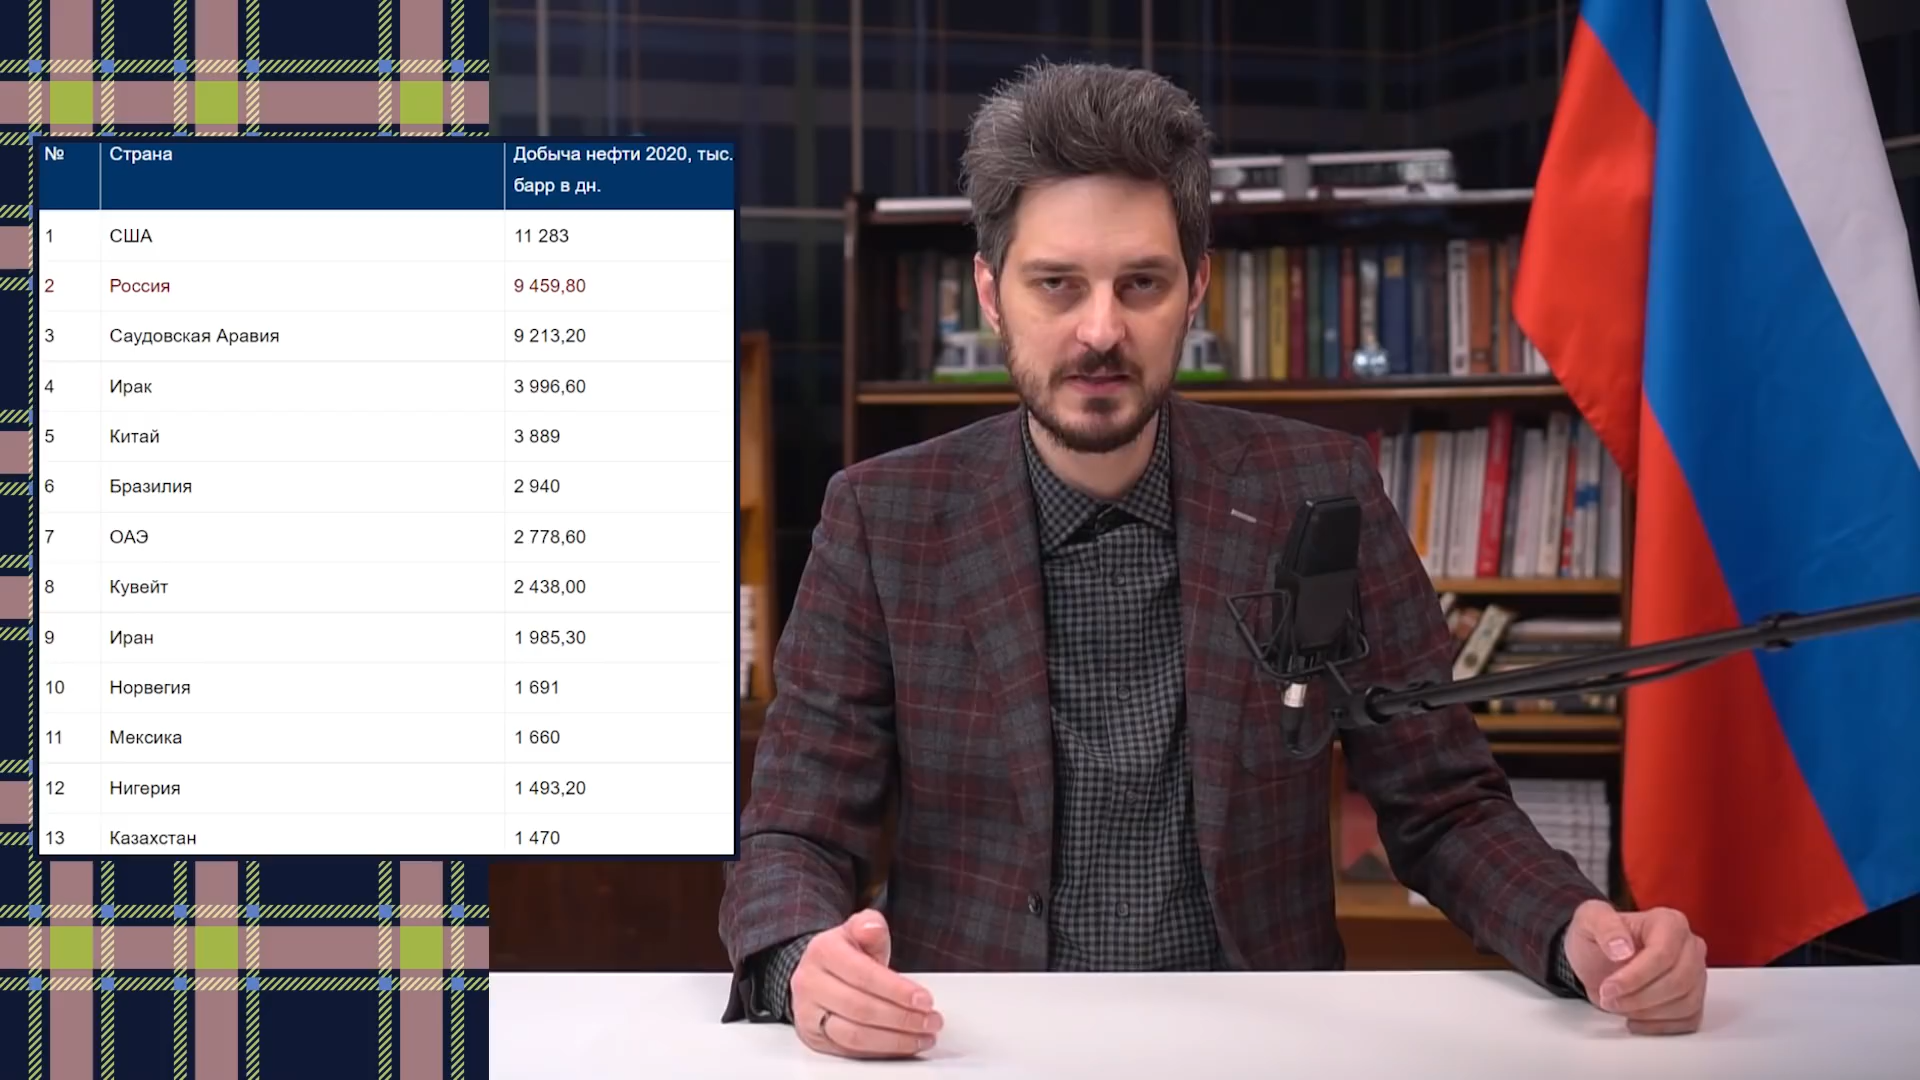 № Страна Добыча нефти 2020, тыс.
барр в дн.
1 США 11 283
2 Россия 9 459,80
3 Саудовская Аравия 9 213,20
4 Ирак 3 996,60
5 Китай 3 889
6 Бразилия 2 940
7 ОАЭ 2 778,60
8 Кувейт 2 438,00
9 Иран 1 985,30
10 Норвегия 1 691
11 Мексика 1 660
12 Нигерия 1 493,20
13 Казахстан 1 470